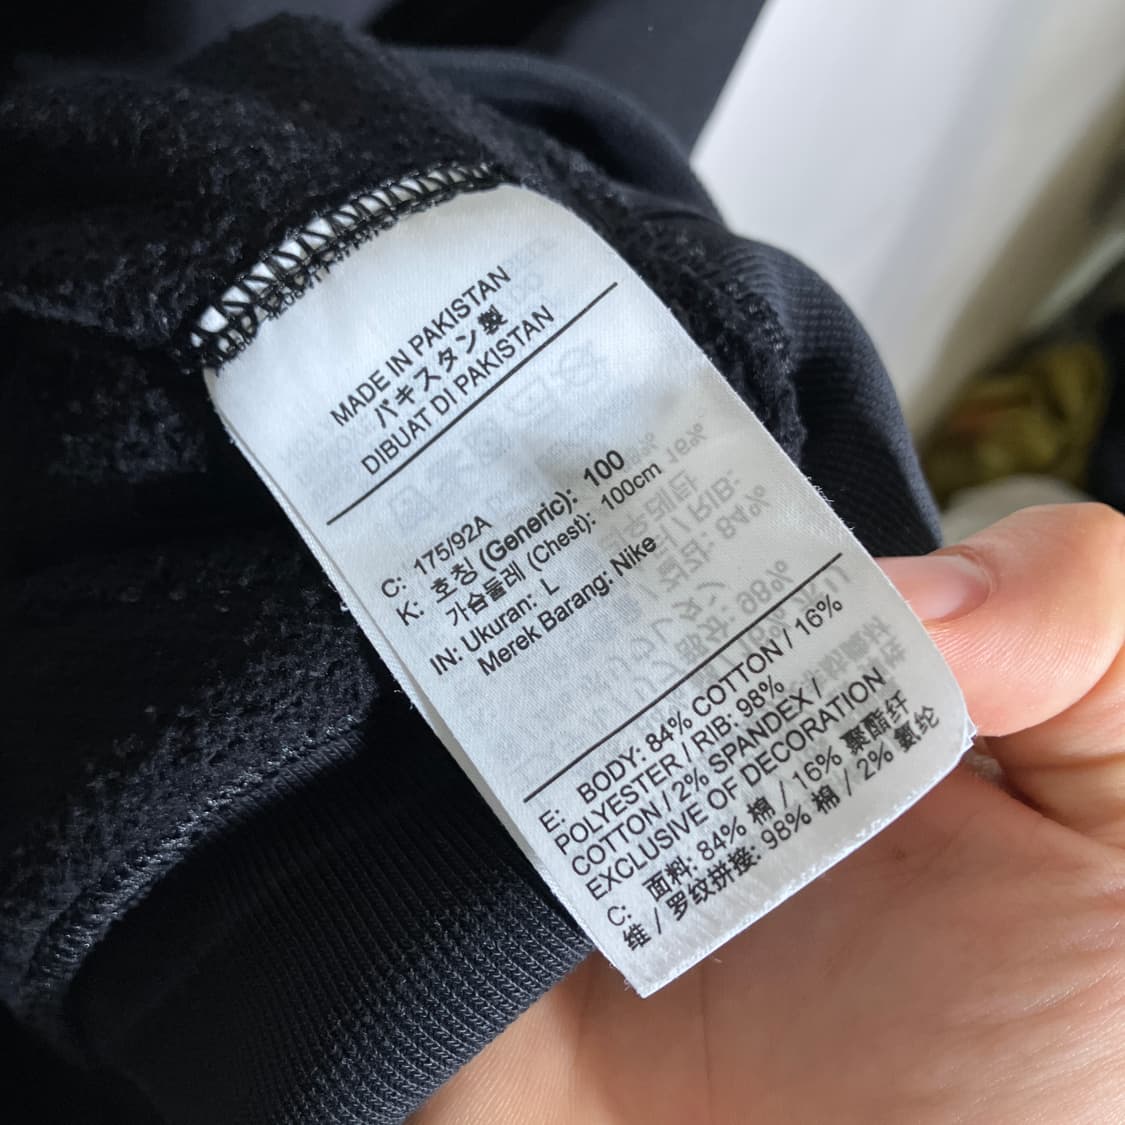 MADE IN PAKISTAN
パキスタン製
DIBUAT DI PAKISTAN
C: 175/92A
K: 호칭 (Generic): 100
가슴둘레 (Chest): 100cm
IN: Ukuran: L
Merek Barang: Nike
E: BODY: 84% COTTON / 16%
POLYESTER / RIB: 98%
COTTON / 2% SPANDEX /
EXCLUSIVE OF DECORATION
C: 面料: 84% 棉 / 16% 聚酯纤
维 / 罗纹拼接: 98% 棉 / 2% 氨纶